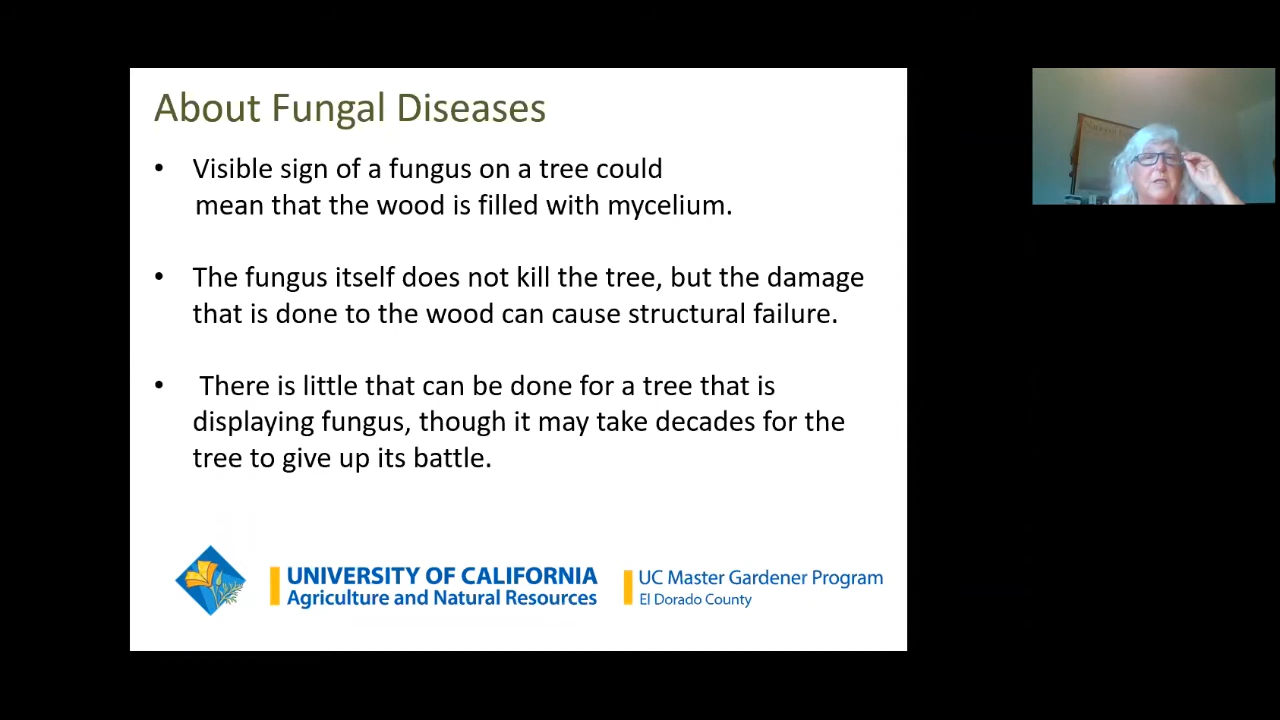 About Fungal Diseases
• Visible sign of a fungus on a tree could
mean that the wood is filled with mycelium.
• The fungus itself does not kill the tree, but the damage
that is done to the wood can cause structural failure.
• There is little that can be done for a tree that is
displaying fungus, though it may take decades for the
tree to give up its battle.
UNIVERSITY OF CALIFORNIA
Agriculture and Natural Resources
UC Master Gardener Program
El Dorado County